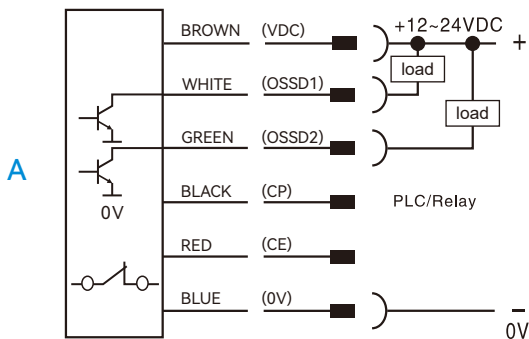 +12~24VDC
BROWN (VDC) +
load
WHITE (OSSD1)
load
GREEN (OSSD2)
A
BLACK (CP) PLC/Relay
0V
RED (CE)
BLUE (0V) −
0V